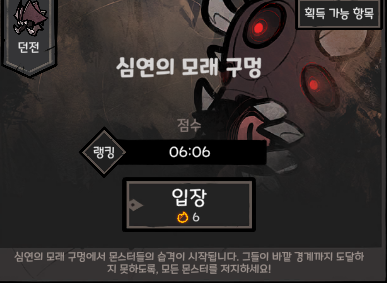 획득 가능 항목
던전
심연의 모래 구멍
점수
랭킹
06:06
입장
6
심연의 모래 구멍에서 몬스터들의 습격이 시작됩니다. 그들이 바깥 경계까지 도달하
지 못하도록, 모든 몬스터를 저지하세요!